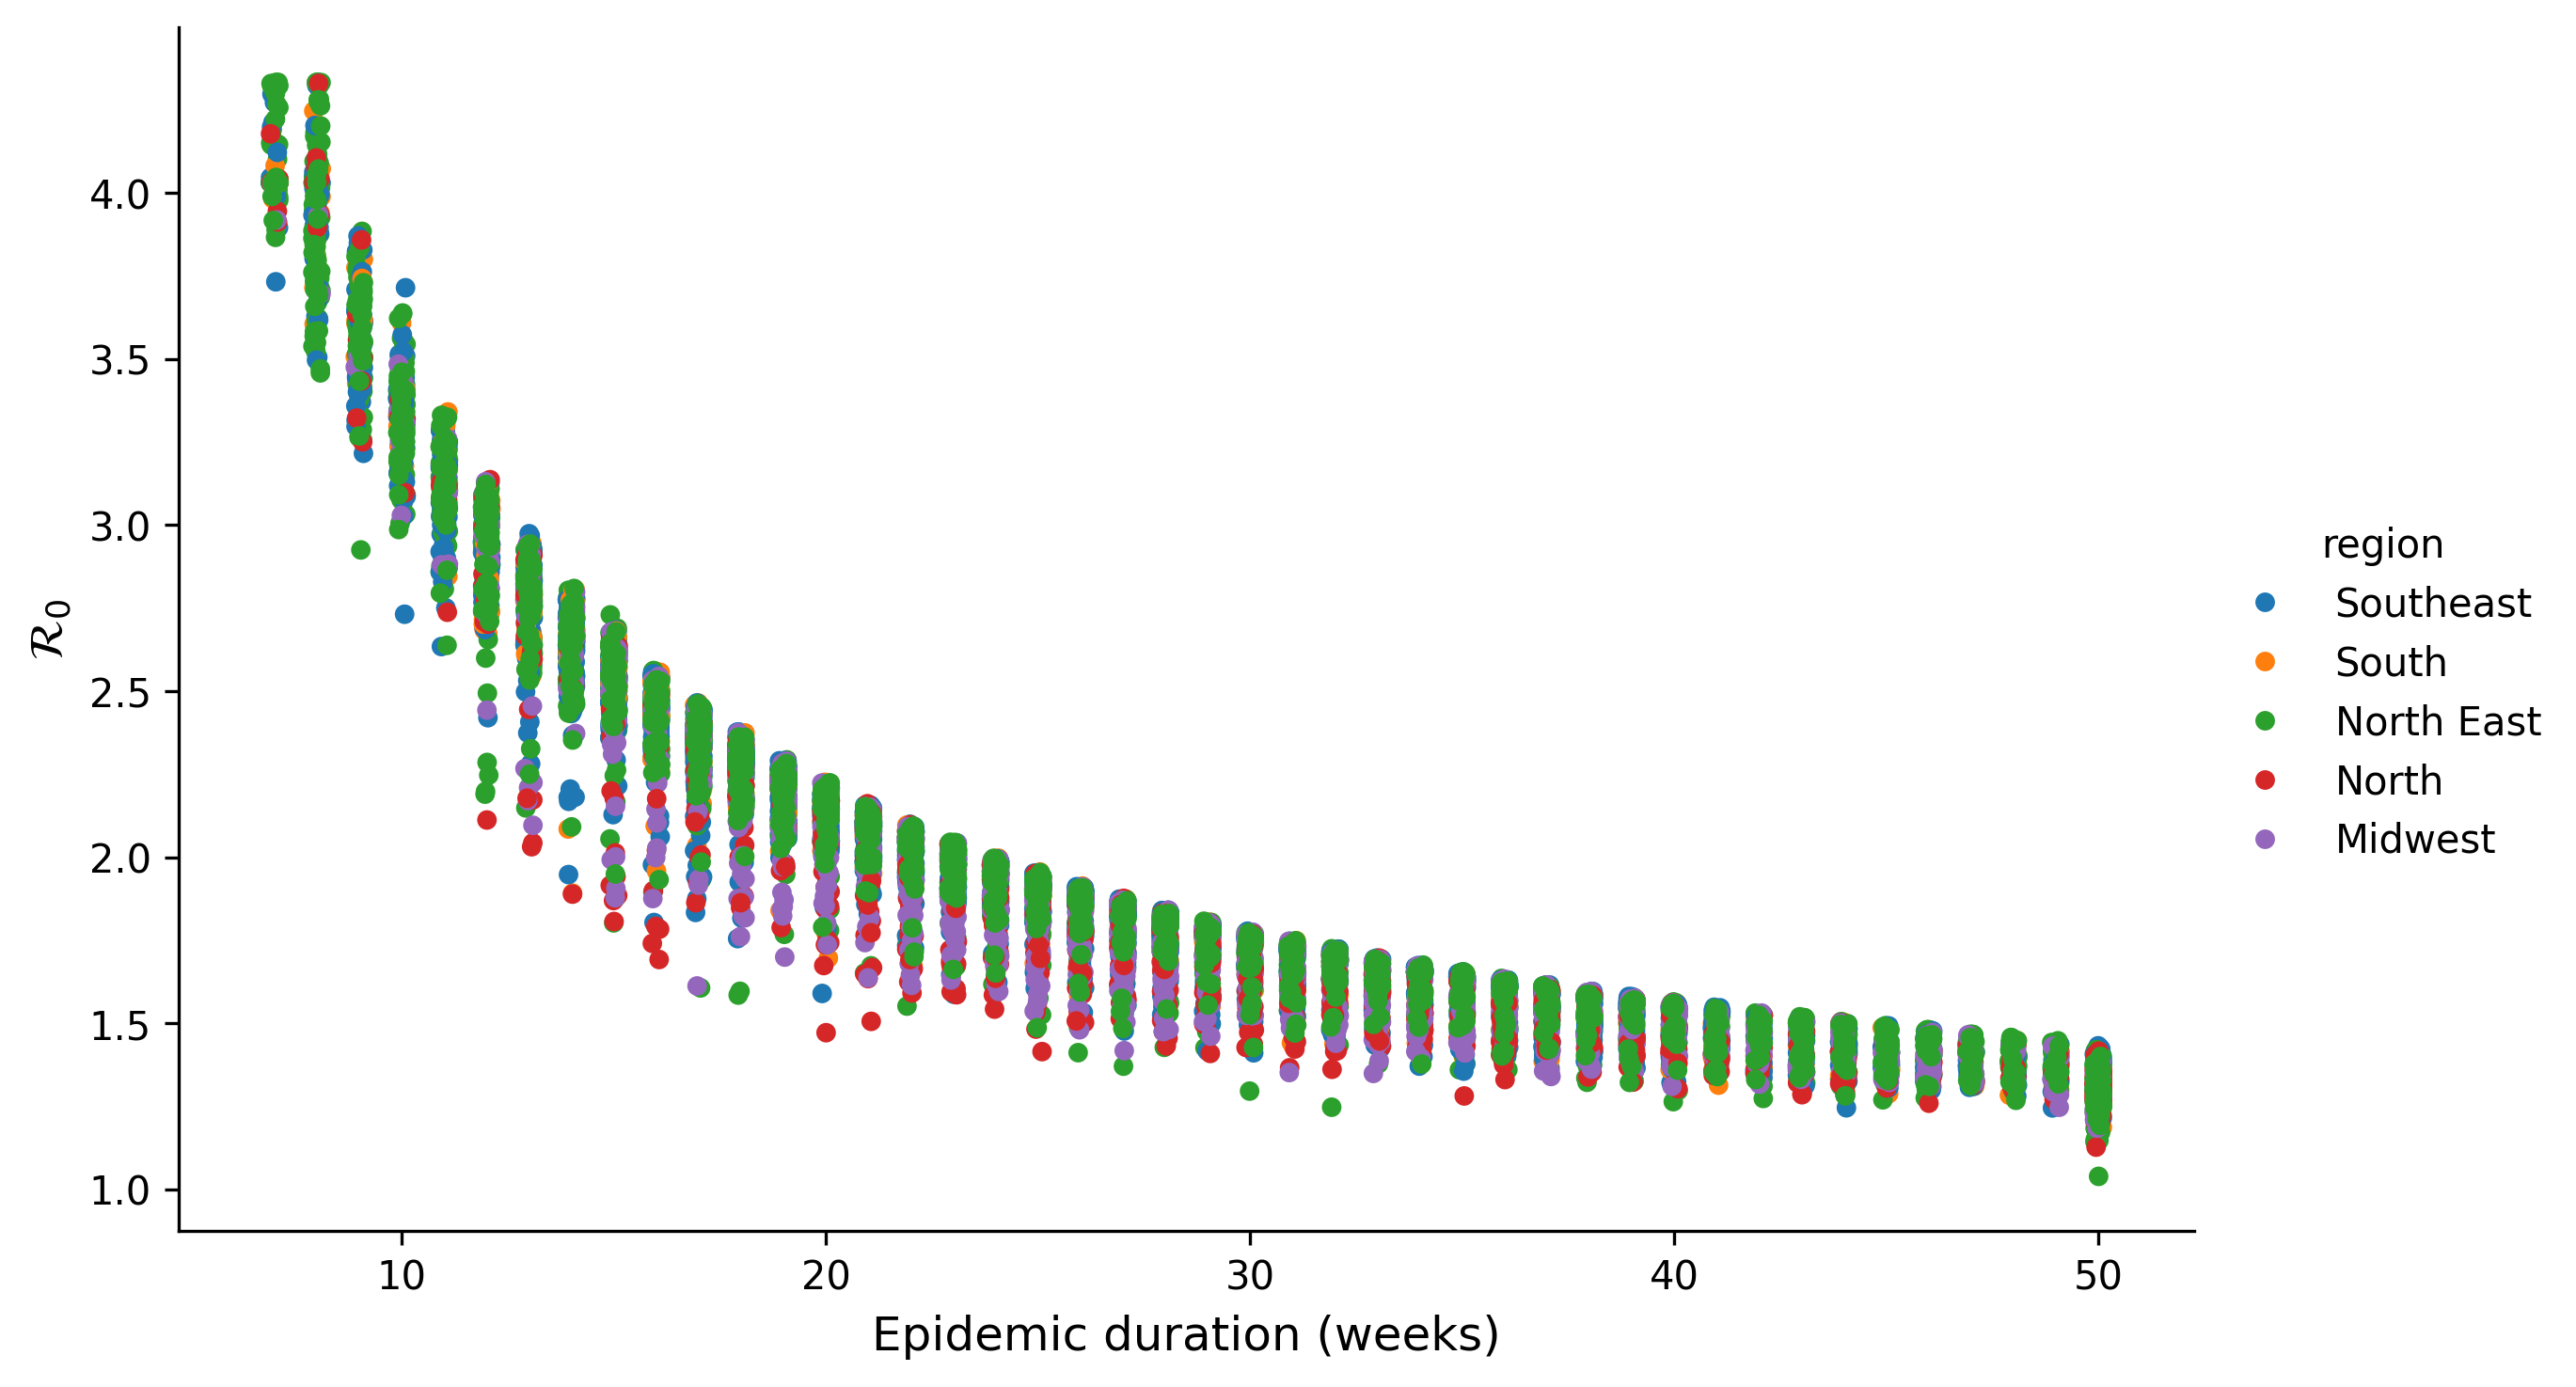 4.0
3.5
3.0
2.5
2.0
1.5
1.0
ℛ₀
10 20 30 40 50
Epidemic duration (weeks)
region
Southeast
South
North East
North
Midwest